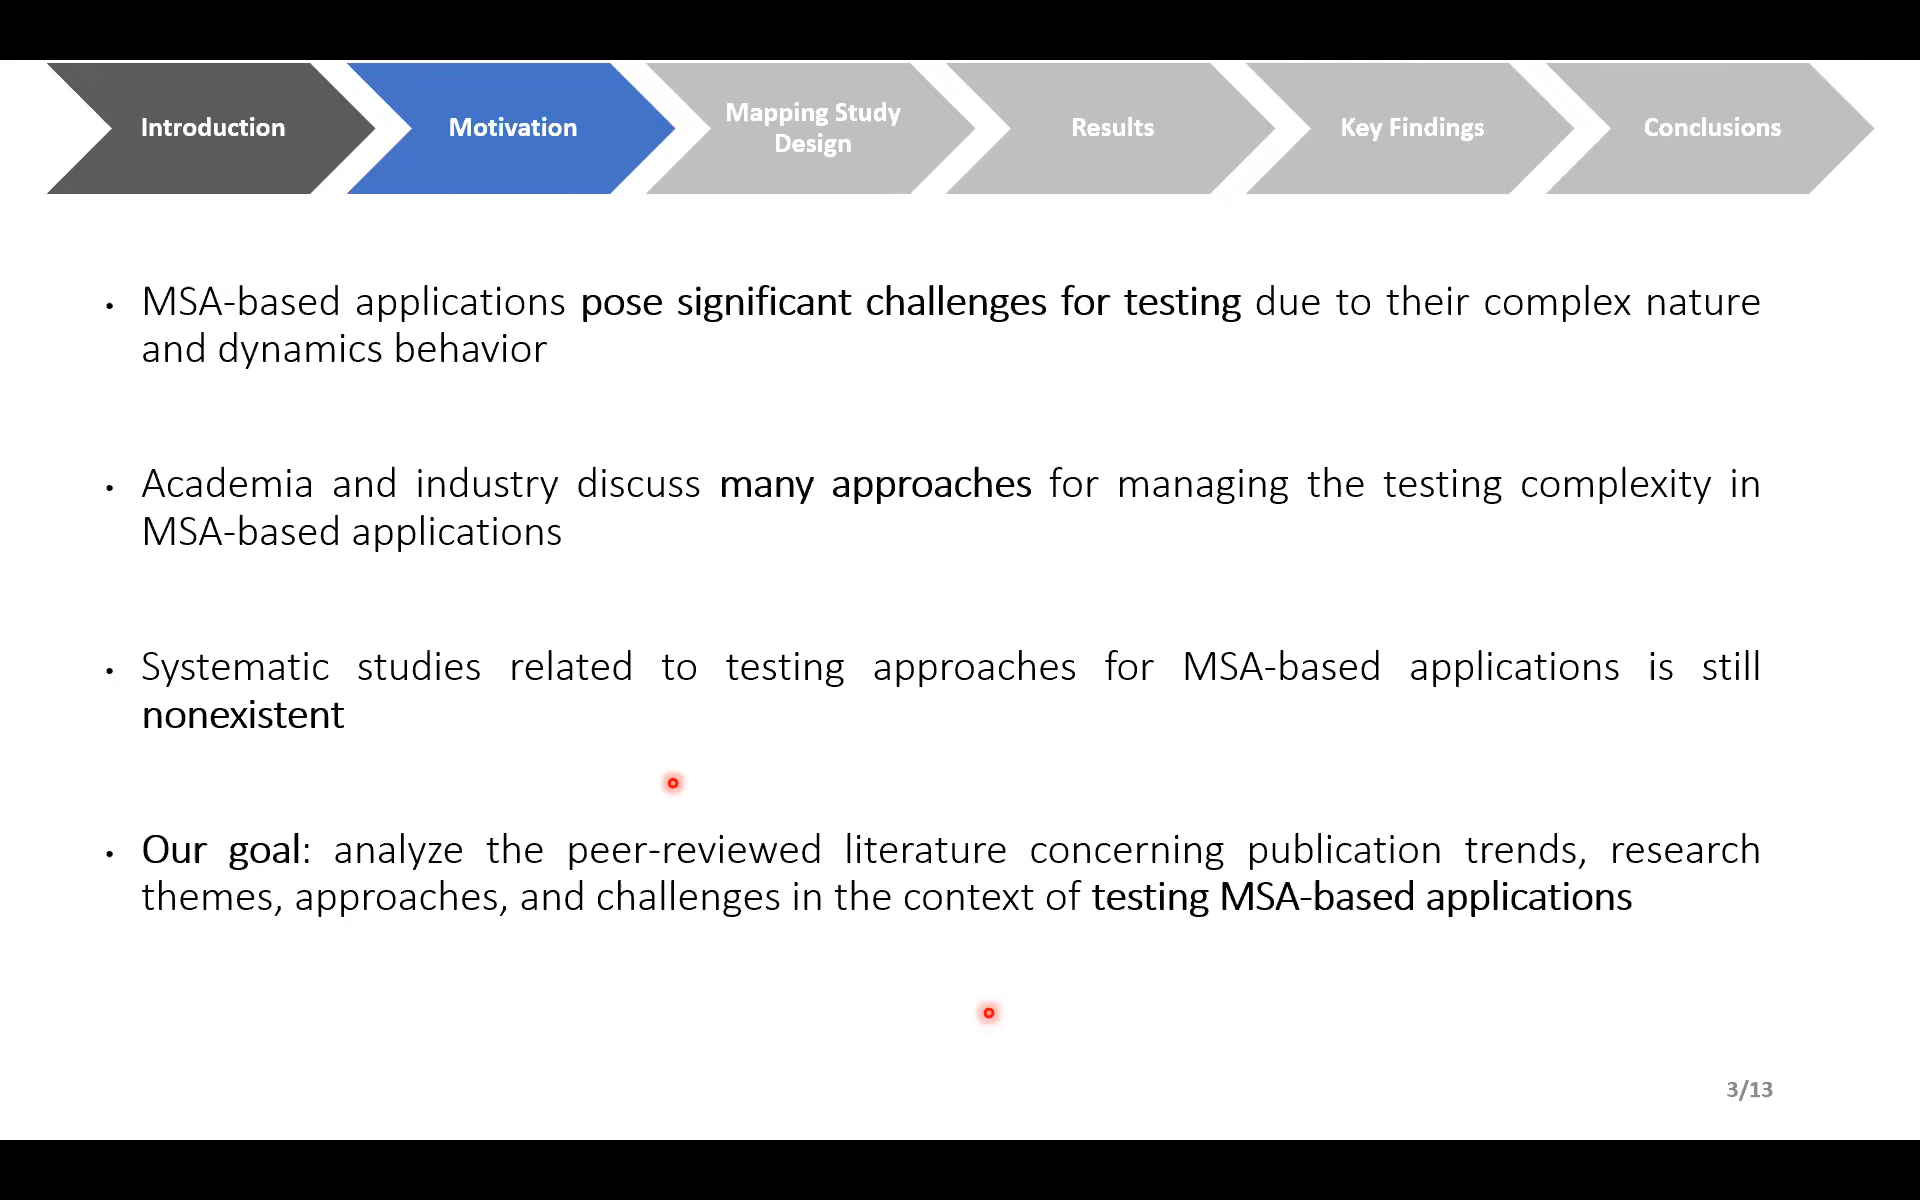 Introduction
Motivation
Mapping Study
Design
Results
Key Findings
Conclusions
• MSA-based applications pose significant challenges for testing due to their complex nature
and dynamics behavior
• Academia and industry discuss many approaches for managing the testing complexity in
MSA-based applications
• Systematic studies related to testing approaches for MSA-based applications is still
nonexistent
• Our goal: analyze the peer-reviewed literature concerning publication trends, research
themes, approaches, and challenges in the context of testing MSA-based applications
3/13